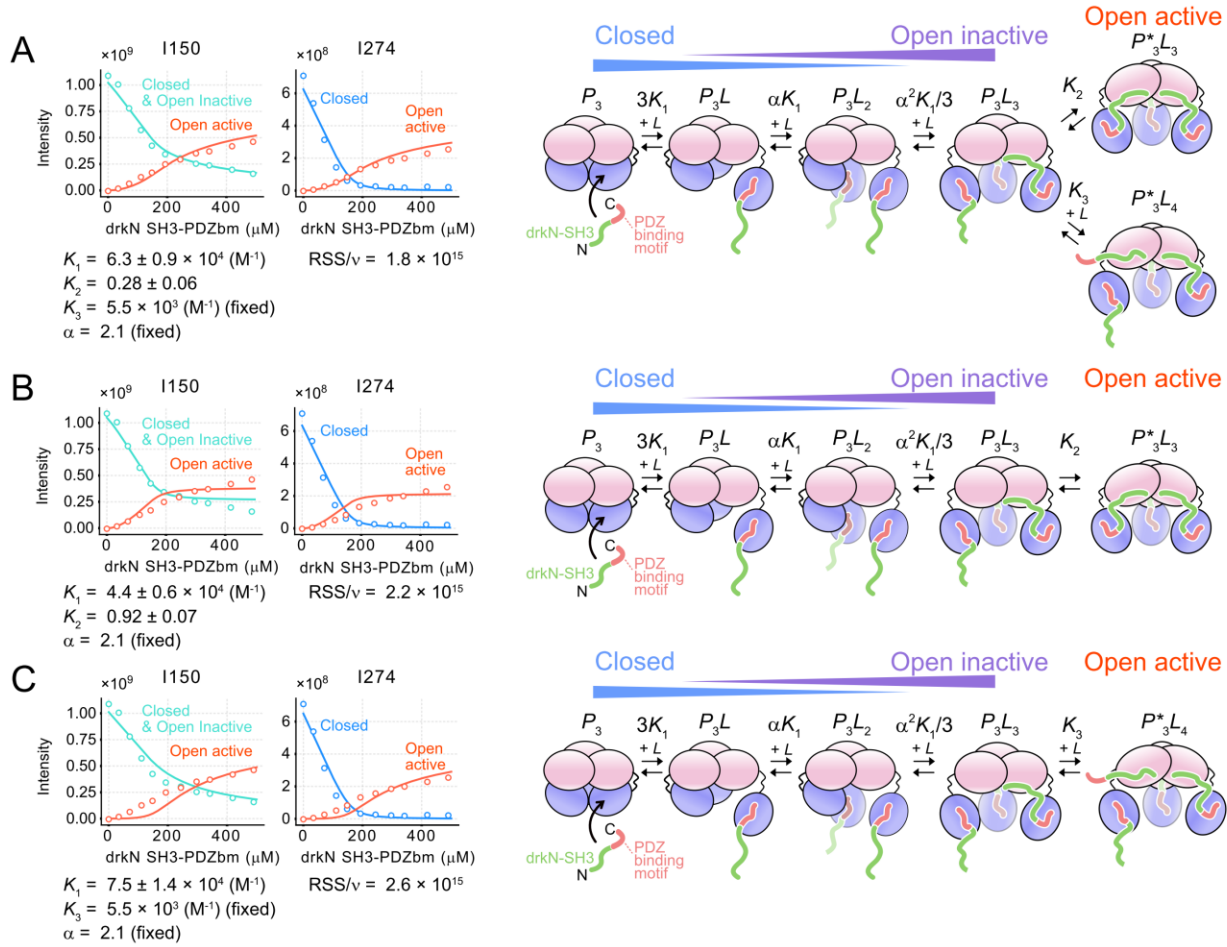 A
×10⁹ I150
×10⁸ I274
Closed
& Open Inactive
Open active
Closed
Open
active
Intensity
1.00
0.75
0.50
0.25
0.00
6
4
2
0
0 200 400
0 200 400
drkN SH3-PDZbm (μM)
drkN SH3-PDZbm (μM)
K₁ = 6.3 ± 0.9 × 10⁴ (M⁻¹)
K₂ = 0.28 ± 0.06
K₃ = 5.5 × 10³ (M⁻¹) (fixed)
α = 2.1 (fixed)
RSS/ν = 1.8 × 10¹⁵
Closed
Open inactive
Open active
P₃
3K₁
+ L
P₃L
αK₁
+ L
P₃L₂
α²K₁/3
+ L
P₃L₃
K₂
P*₃L₃
K₃
+ L
P*₃L₄
drkN-SH3
N
C
PDZ
binding
motif
B
×10⁹ I150
×10⁸ I274
Closed
& Open Inactive
Open active
Closed
Open
active
Intensity
1.00
0.75
0.50
0.25
0.00
6
4
2
0
0 200 400
0 200 400
drkN SH3-PDZbm (μM)
drkN SH3-PDZbm (μM)
K₁ = 4.4 ± 0.6 × 10⁴ (M⁻¹)
K₂ = 0.92 ± 0.07
α = 2.1 (fixed)
RSS/ν = 2.2 × 10¹⁵
Closed
Open inactive
Open active
P₃
3K₁
+ L
P₃L
αK₁
+ L
P₃L₂
α²K₁/3
+ L
P₃L₃
K₂
P*₃L₃
drkN-SH3
N
C
PDZ
binding
motif
C
×10⁹ I150
×10⁸ I274
Closed
& Open Inactive
Open active
Closed
Open
active
Intensity
1.00
0.75
0.50
0.25
0.00
6
4
2
0
0 200 400
0 200 400
drkN SH3-PDZbm (μM)
drkN SH3-PDZbm (μM)
K₁ = 7.5 ± 1.4 × 10⁴ (M⁻¹)
K₃ = 5.5 × 10³ (M⁻¹) (fixed)
α = 2.1 (fixed)
RSS/ν = 2.6 × 10¹⁵
Closed
Open inactive
Open active
P₃
3K₁
+ L
P₃L
αK₁
+ L
P₃L₂
α²K₁/3
+ L
P₃L₃
K₃
+ L
P*₃L₄
drkN-SH3
N
C
PDZ
binding
motif